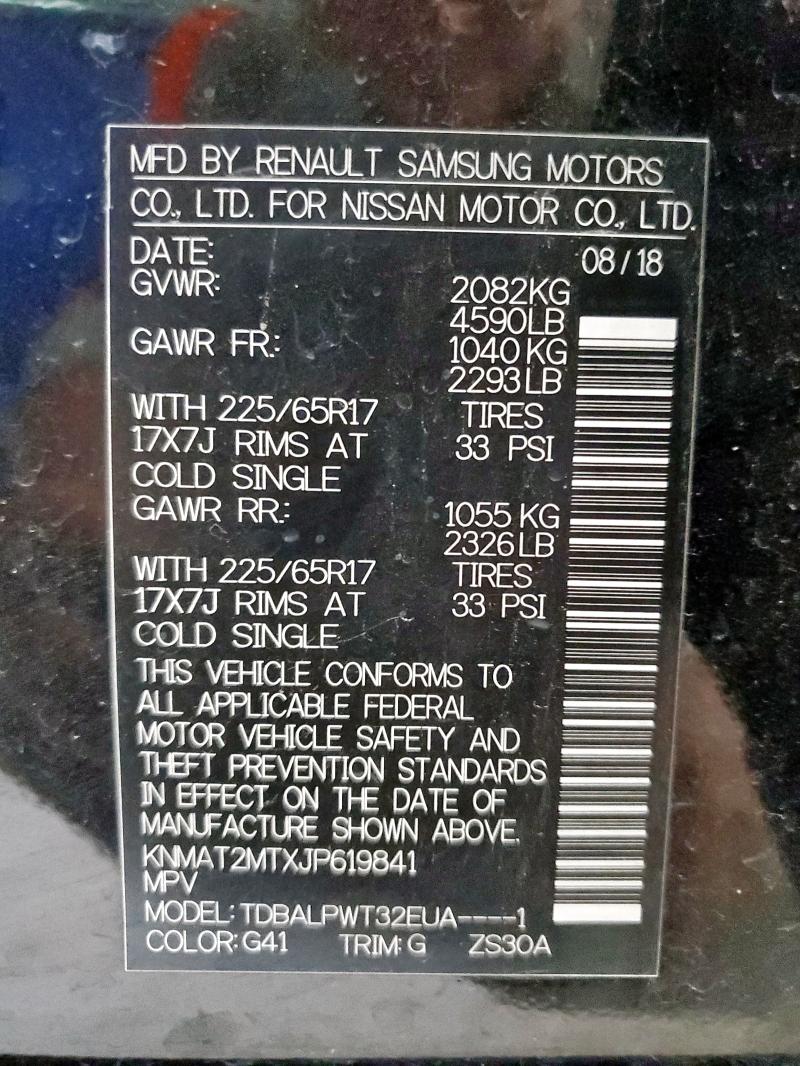 MFD BY RENAULT SAMSUNG MOTORS
CO., LTD. FOR NISSAN MOTOR CO., LTD.
DATE: 08/18
GVWR: 2082KG
4590LB
GAWR FR: 1040KG
2293LB
WITH 225/65R17 TIRES
17X7J RIMS AT 33 PSI
COLD SINGLE
GAWR RR: 1055KG
2326LB
WITH 225/65R17 TIRES
17X7J RIMS AT 33 PSI
COLD SINGLE
THIS VEHICLE CONFORMS TO
ALL APPLICABLE FEDERAL
MOTOR VEHICLE SAFETY AND
THEFT PREVENTION STANDARDS
IN EFFECT ON THE DATE OF
MANUFACTURE SHOWN ABOVE.
KNMAT2MTXJP619841
MPV
MODEL: TDBALPWT32EUA----1
COLOR: G41 TRIM: G ZS30A